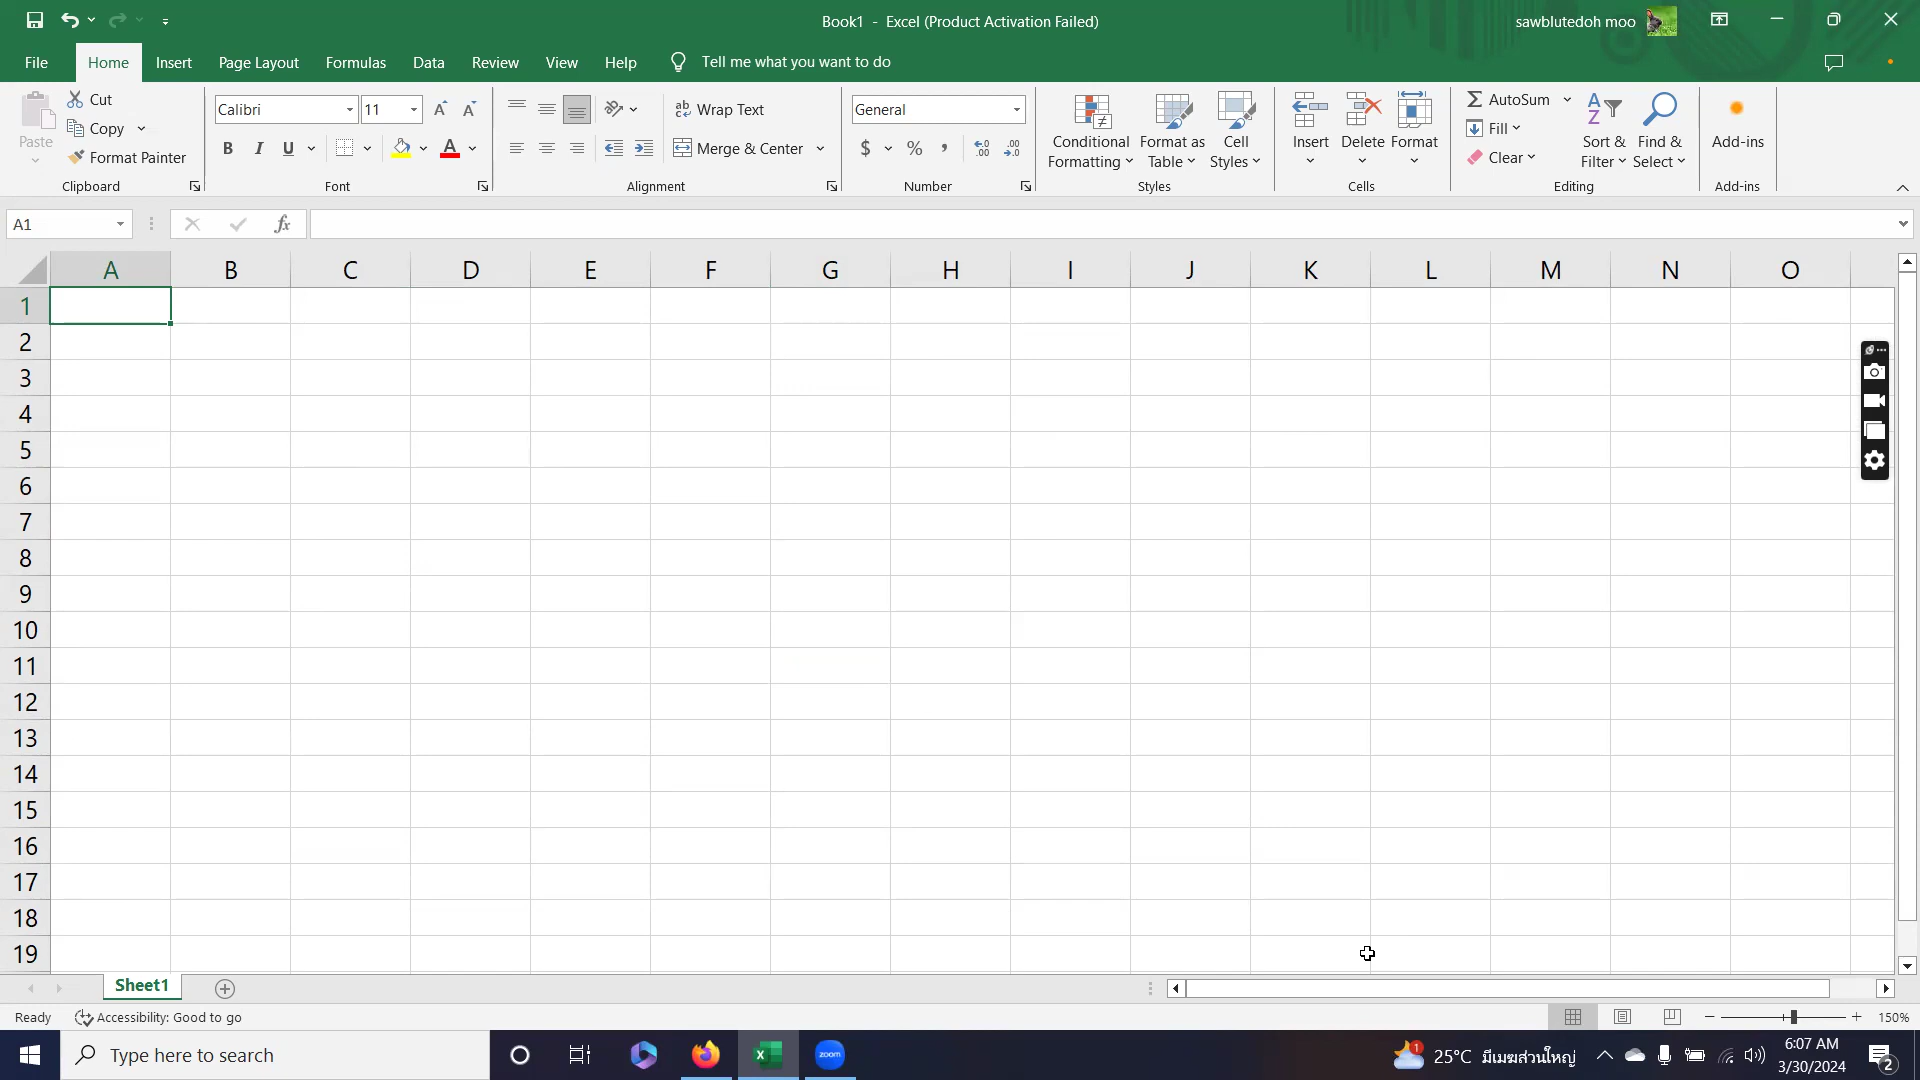 Book1 - Excel (Product Activation Failed)
sawblutedoh moo
File Home Insert Page Layout Formulas Data Review View Help Tell me what you want to do
Paste
Cut
Copy
Format Painter
Clipboard
Calibri 11
B I U
Font
Wrap Text
Merge & Center
Alignment
General
$ % ,
Number
Conditional Formatting
Format as Table
Cell Styles
Styles
Insert Delete Format
Cells
AutoSum
Fill
Clear
Sort & Filter
Find & Select
Editing
Add-ins
Add-ins
A1
fx
A B C D E F G H I J K L M N O
1
2
3
4
5
6
7
8
9
10
11
12
13
14
15
16
17
18
19
Sheet1
Ready Accessibility: Good to go
150%
Type here to search
zoom
1
25°C มีเมฆส่วนใหญ่
6:07 AM
3/30/2024
2